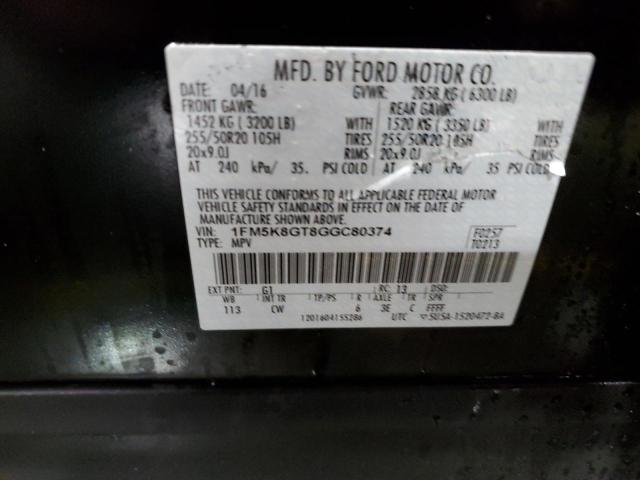 MFD. BY FORD MOTOR CO.
DATE: 04/16 GVWR: 2858 KG ( 6300 LB)
FRONT GAWR: REAR GAWR:
1452 KG ( 3200 LB) WITH 1520 KG ( 3350 LB) WITH
255/50R20 105H TIRES 255/50R20 105H TIRES
20x9.0J RIMS 20x9.0J RIMS
AT 240 kPa/ 35. PSI COLD AT 240 kPa/ 35 PSI COLD
THIS VEHICLE CONFORMS TO ALL APPLICABLE FEDERAL MOTOR
VEHICLE SAFETY STANDARDS IN EFFECT ON THE DATE OF
MANUFACTURE SHOWN ABOVE.
VIN: 1FM5K8GT8GGC80374 F0257
TYPE: MPV T0213
EXT PNT: G1 RC: 13 DSO:
WB INT TR TP/PS R AXLE TR SPR
113 CW 6 3E C FFFF
1201604155286 UTC ▽5USA-1520472-BA